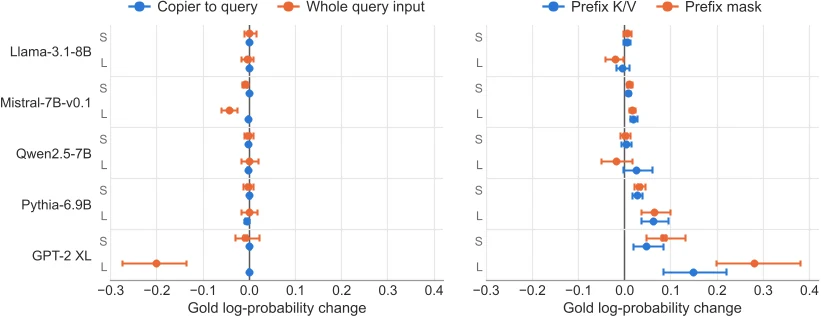 Copier to query Whole query input
Prefix K/V Prefix mask
Llama-3.1-8B
S
L
Mistral-7B-v0.1
S
L
Qwen2.5-7B
S
L
Pythia-6.9B
S
L
GPT-2 XL
S
L
−0.3 −0.2 −0.1 0.0 0.1 0.2 0.3 0.4
Gold log-probability change
S
L
S
L
S
L
S
L
S
L
−0.3 −0.2 −0.1 0.0 0.1 0.2 0.3 0.4
Gold log-probability change